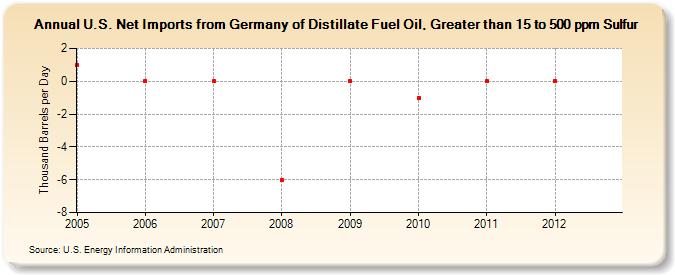 Annual U.S. Net Imports from Germany of Distillate Fuel Oil, Greater than 15 to 500 ppm Sulfur
Thousand Barrels per Day
2
0
-2
-4
-6
-8
2005 2006 2007 2008 2009 2010 2011 2012
Source: U.S. Energy Information Administration